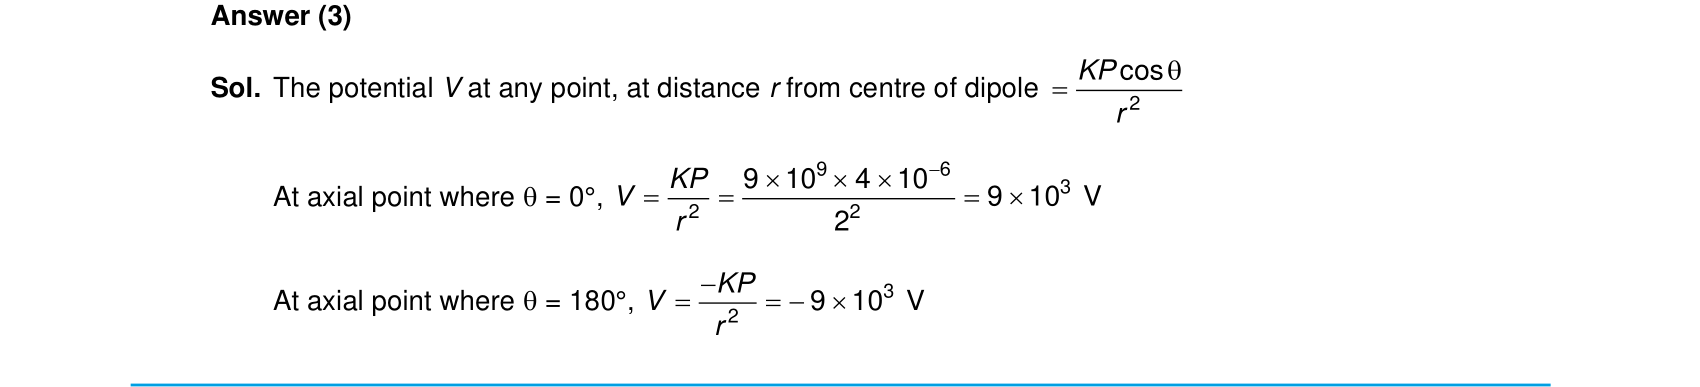 Answer (3)
Sol. The potential V at any point, at distance r from centre of dipole = KP cos θ / r²
At axial point where θ = 0°, V = KP / r² = 9 × 10⁹ × 4 × 10⁻⁶ / 2² = 9 × 10³ V
At axial point where θ = 180°, V = –KP / r² = – 9 × 10³ V